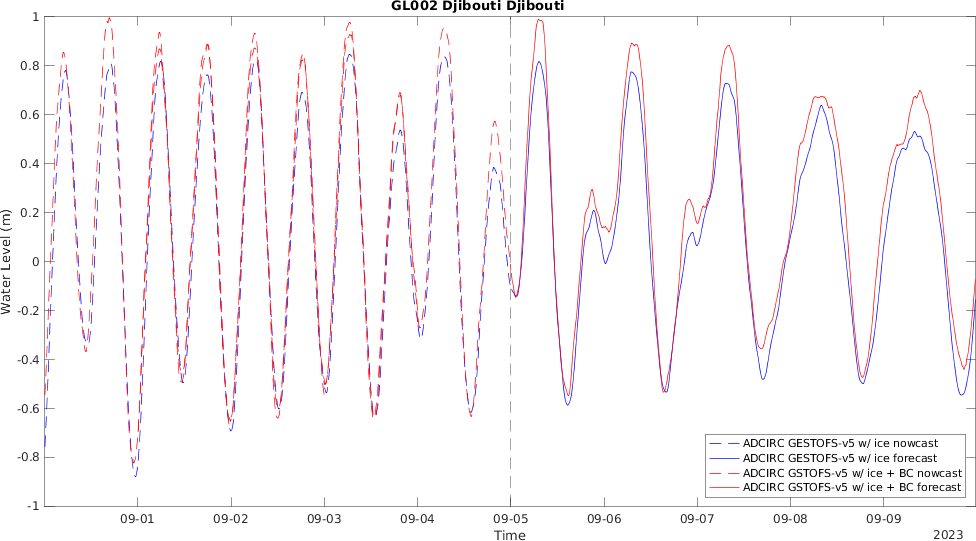 GL002 Djibouti Djibouti
1
0.8
0.6
0.4
0.2
0
-0.2
-0.4
-0.6
-0.8
-1
Water Level (m)
ADCIRC GESTOFS-v5 w/ ice nowcast
ADCIRC GESTOFS-v5 w/ ice forecast
ADCIRC GSTOFS-v5 w/ ice + BC nowcast
ADCIRC GSTOFS-v5 w/ ice + BC forecast
09-01 09-02 09-03 09-04 09-05 09-06 09-07 09-08 09-09
Time
2023